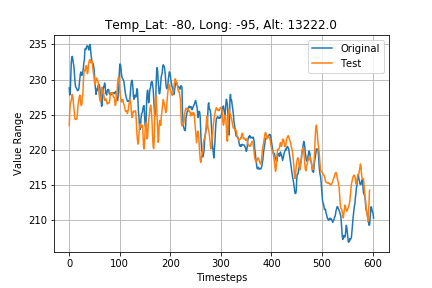 Temp_Lat: -80, Long: -95, Alt: 13222.0
Original
Test
Value Range
235
230
225
220
215
210
0 100 200 300 400 500 600
Timesteps